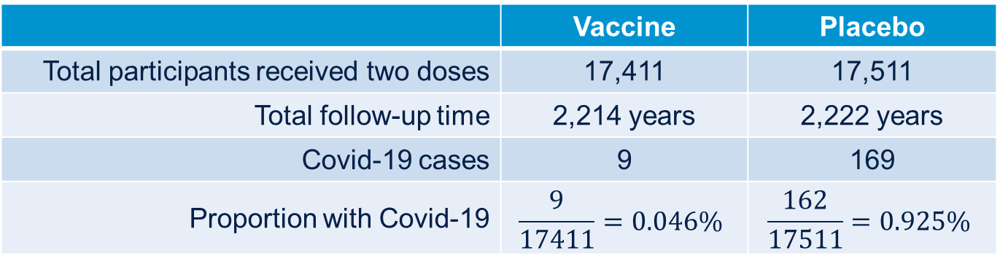 Vaccine Placebo
Total participants received two doses 17,411 17,511
Total follow-up time 2,214 years 2,222 years
Covid-19 cases 9 169
Proportion with Covid-19 9/17411 = 0.046% 162/17511 = 0.925%